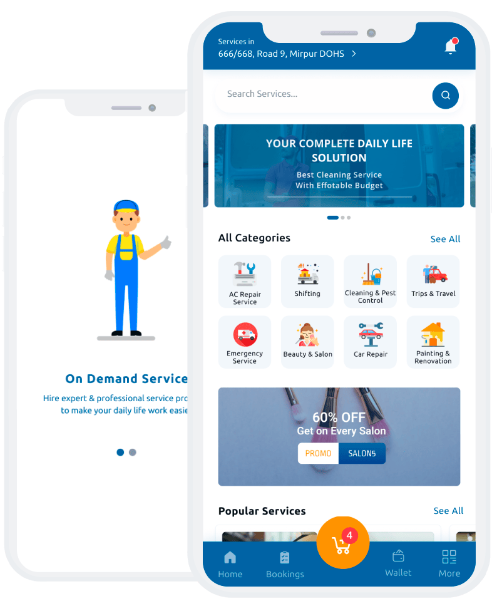 On Demand Service
Hire expert & professional service pro
to make your daily life work easie
Services in
666/668, Road 9, Mirpur DOHS >
Search Services...
YOUR COMPLETE DAILY LIFE
SOLUTION
Best Cleaning Service
With Effotable Budget
All Categories
See All
AC Repair
Service
Shifting
Cleaning & Pest
Control
Trips & Travel
Emergency
Service
Beauty & Salon
Car Repair
Painting &
Renovation
60% OFF
Get on Every Salon
PROMO
SALON5
Popular Services
See All
4
Home
Bookings
Wallet
More